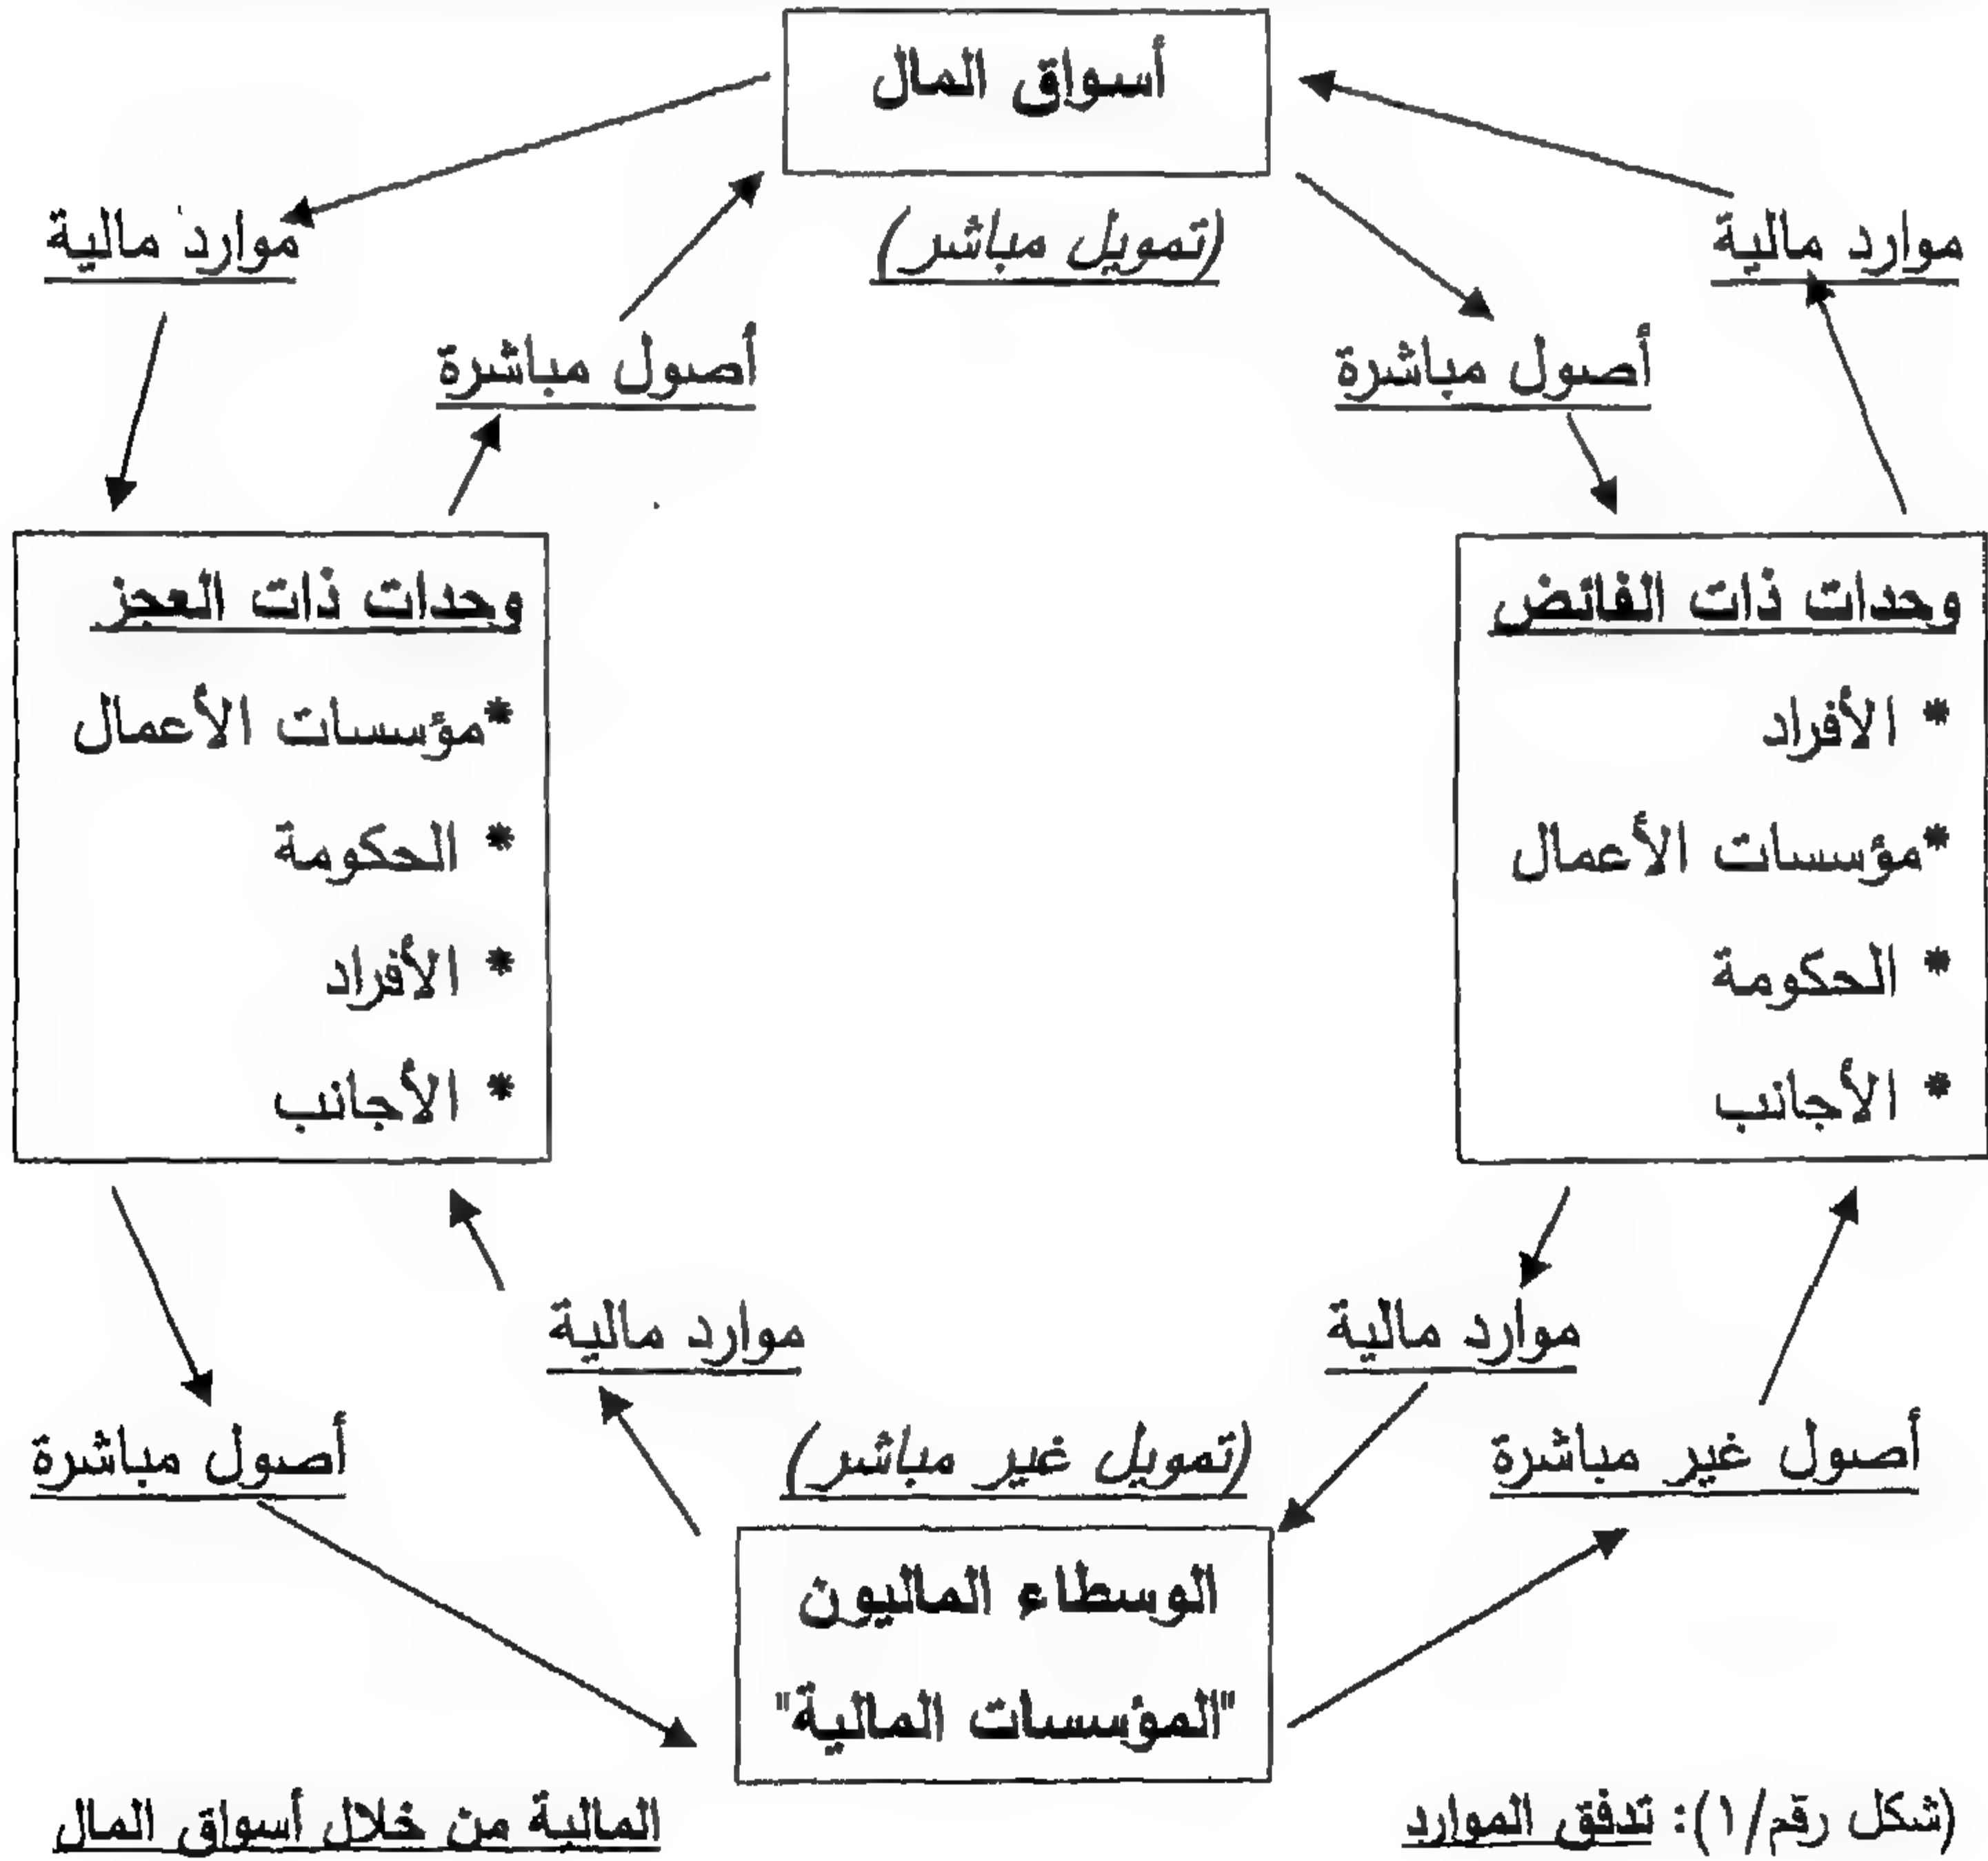 أسواق المال
(تمويل مباشر)
موارد مالية
موارد مالية
أصول مباشرة
أصول مباشرة
وحدات ذات الفائض
* الأفراد
*مؤسسات الأعمال
* الحكومة
* الأجانب
وحدات ذات العجز
*مؤسسات الأعمال
* الحكومة
* الأفراد
* الأجانب
موارد مالية
موارد مالية
أصول غير مباشرة
(تمويل غير مباشر)
أصول مباشرة
الوسطاء الماليون
"المؤسسات المالية"
(شكل رقم/١): تدفق الموارد المالية من خلال أسواق المال